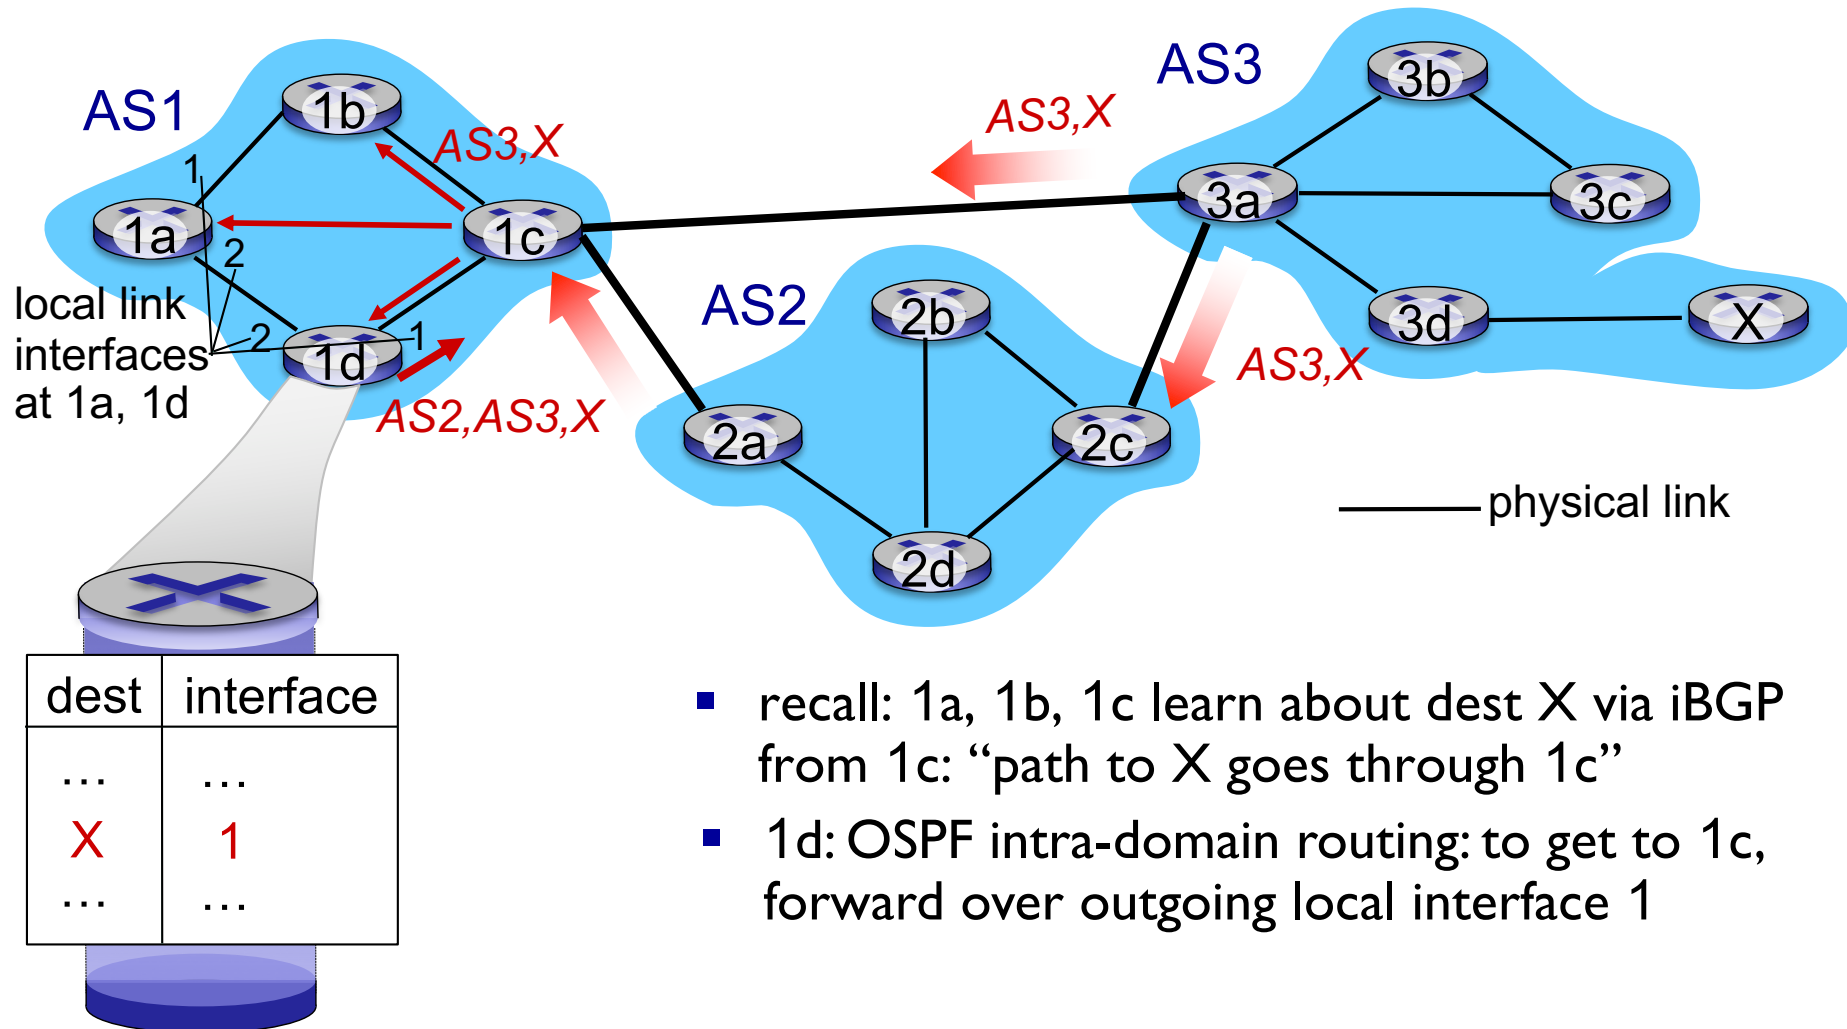 AS1
1b
AS3,X
1
1a
1c
2
local link
interfaces
at 1a, 1d
2
1d
1
AS2,AS3,X
AS3,X
AS3
3b
3a
3c
3d
X
AS2
2b
AS3,X
2a
2c
2d
physical link
dest interface
... ...
X 1
... ...
▪ recall: 1a, 1b, 1c learn about dest X via iBGP
from 1c: “path to X goes through 1c”
▪ 1d: OSPF intra-domain routing: to get to 1c,
forward over outgoing local interface 1